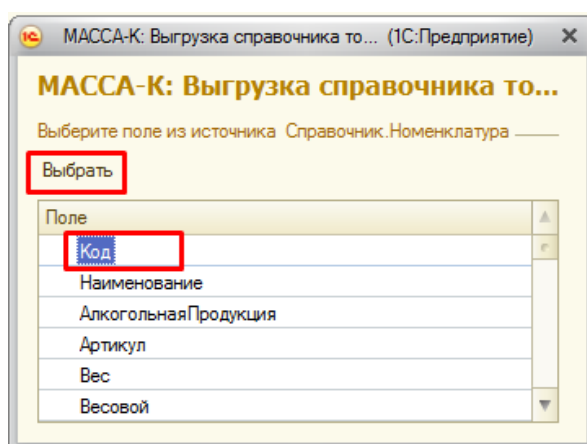 1С МАССА-К: Выгрузка справочника то... (1С:Предприятие)
МАССА-К: Выгрузка справочника то...
Выберите поле из источника Справочник.Номенклатура
Выбрать
Поле
Код
Наименование
АлкогольнаяПродукция
Артикул
Вес
Весовой